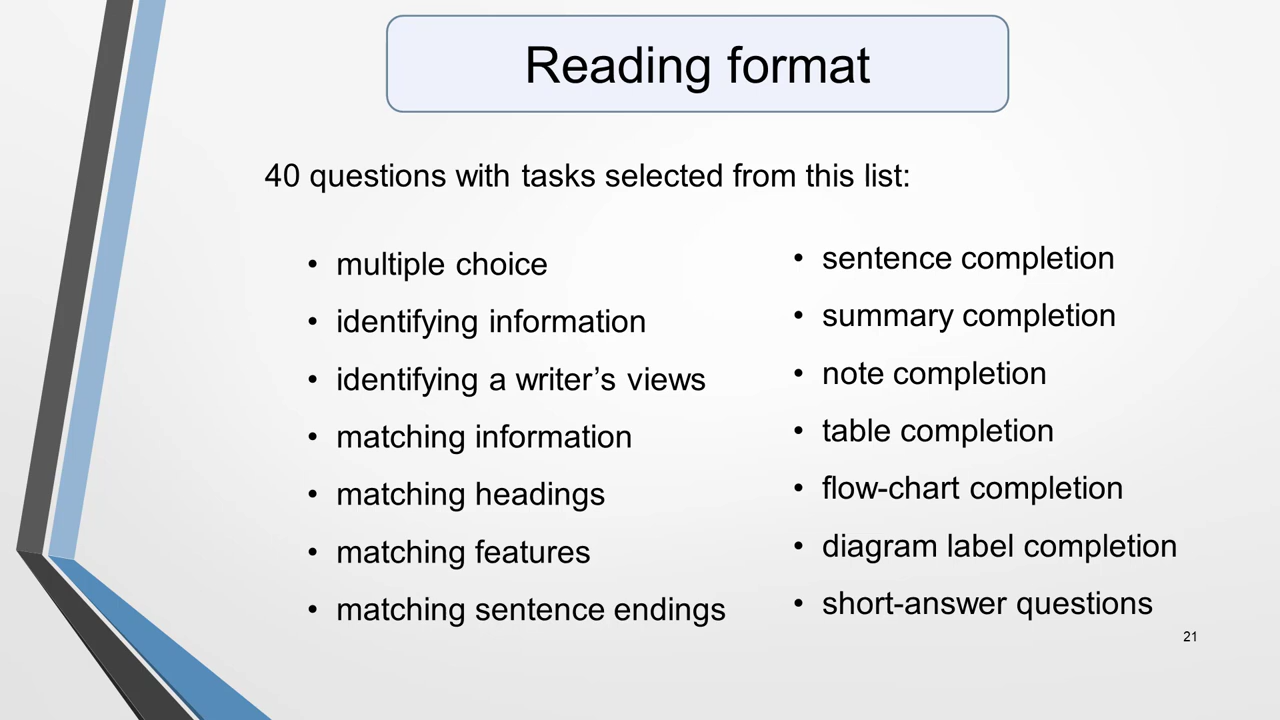 Reading format
40 questions with tasks selected from this list:
• multiple choice
• identifying information
• identifying a writer’s views
• matching information
• matching headings
• matching features
• matching sentence endings
• sentence completion
• summary completion
• note completion
• table completion
• flow-chart completion
• diagram label completion
• short-answer questions
21